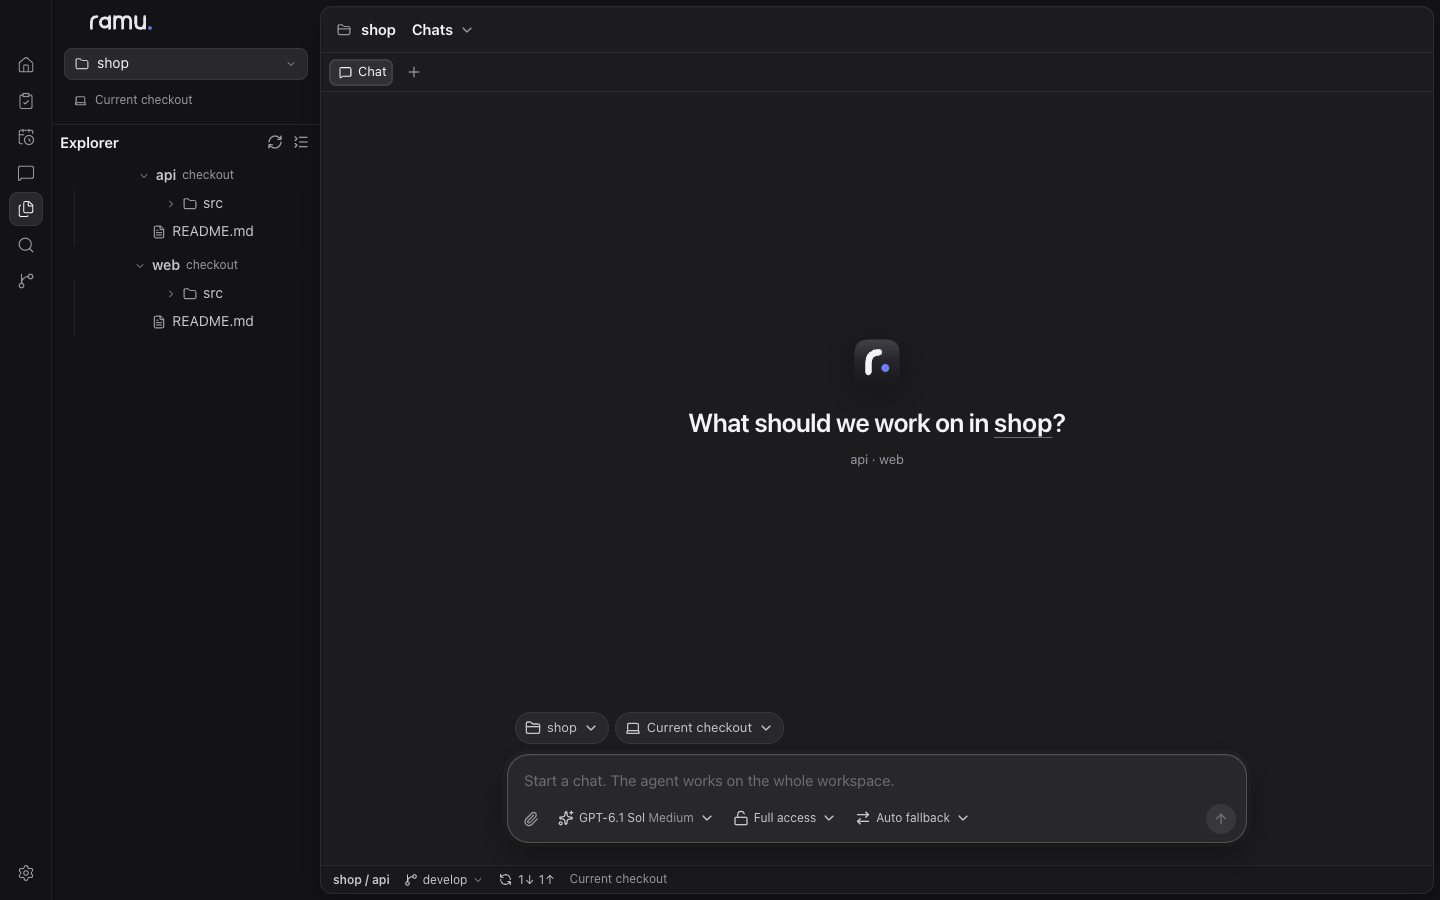 ramu.
shop
Current checkout
Explorer
api checkout
src
README.md
web checkout
src
README.md
shop Chats
Chat
r.
What should we work on in shop?
api · web
shop
Current checkout
Start a chat. The agent works on the whole workspace.
GPT-6.1 Sol Medium
Full access
Auto fallback
shop / api
develop
1↓ 1↑
Current checkout